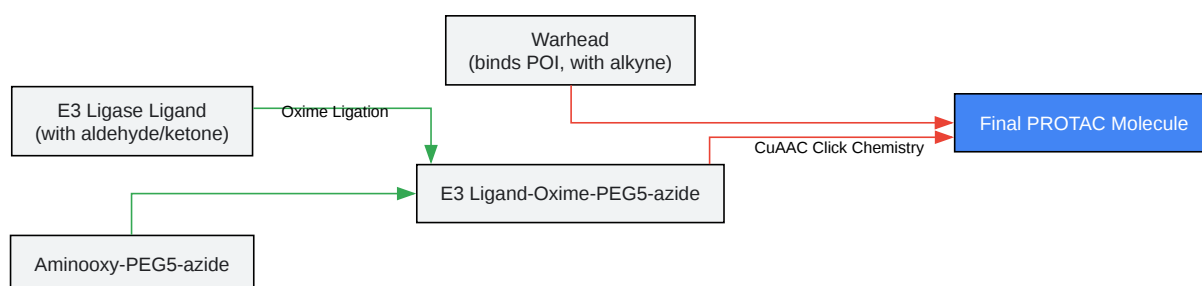 Warhead
(binds POI, with alkyne)
E3 Ligase Ligand
(with aldehyde/ketone)
Oxime Ligation
Final PROTAC Molecule
CuAAC Click Chemistry
E3 Ligand-Oxime-PEG5-azide
Aminooxy-PEG5-azide